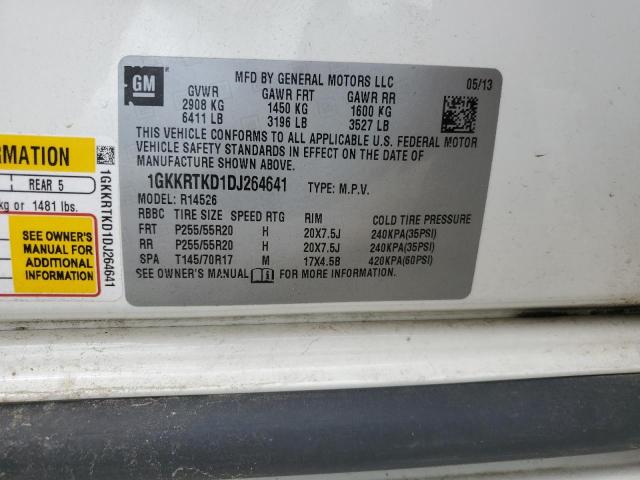 GM
MFD BY GENERAL MOTORS LLC
05/13
GVWR GAWR FRT GAWR RR
2908 KG 1450 KG 1600 KG
6411 LB 3196 LB 3527 LB
THIS VEHICLE CONFORMS TO ALL APPLICABLE U.S. FEDERAL MOTOR
VEHICLE SAFETY STANDARDS IN EFFECT ON THE DATE OF
MANUFACTURE SHOWN ABOVE.
1GKKRTKD1DJ264641 TYPE: M.P.V.
MODEL: R14526
RBBC TIRE SIZE SPEED RTG RIM COLD TIRE PRESSURE
FRT P255/55R20 H 20X7.5J 240KPA(35PSI)
RR P255/55R20 H 20X7.5J 240KPA(35PSI)
SPA T145/70R17 M 17X4.5B 420KPA(60PSI)
SEE OWNER'S MANUAL FOR MORE INFORMATION.
RMATION
REAR 5
kg or 1481 lbs.
SEE OWNER'S
MANUAL FOR
ADDITIONAL
INFORMATION
1GKKRTKD1DJ264641